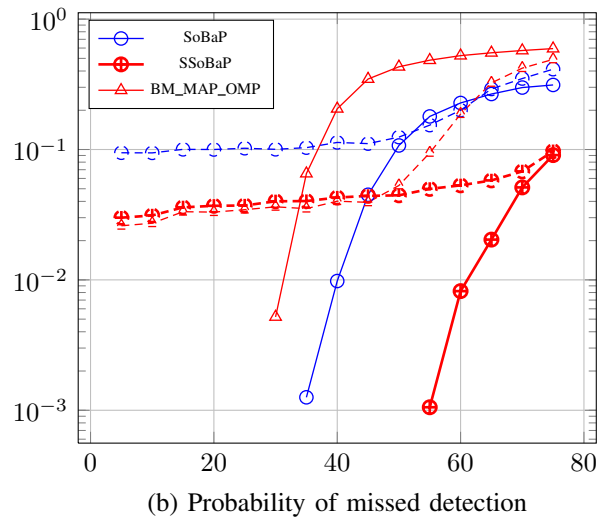 10^0
SoBaP
SSoBaP
BM_MAP_OMP
10^−1
10^−2
10^−3
0 20 40 60 80
(b) Probability of missed detection